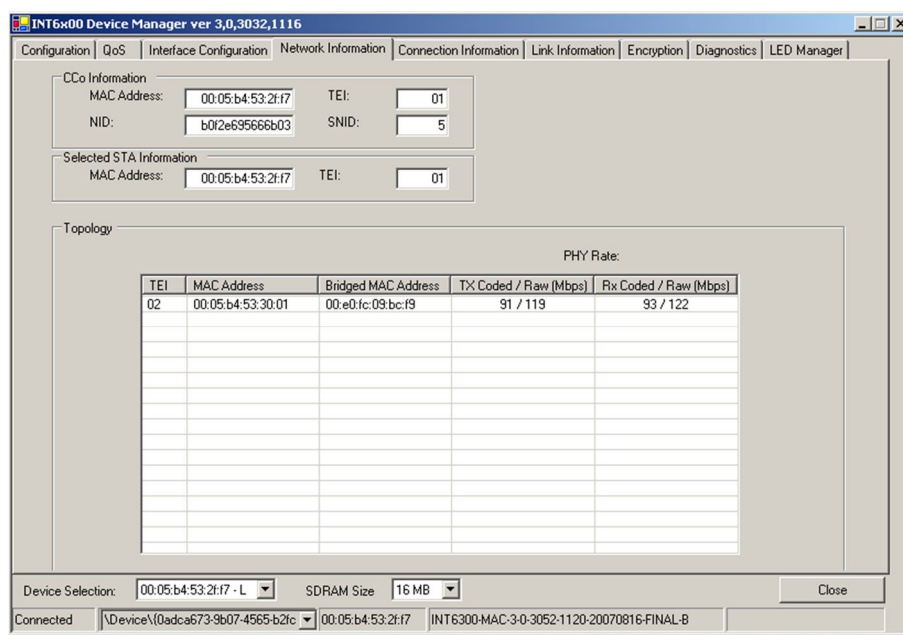 INT6x00 Device Manager ver 3,0,3032,1116
Configuration QoS Interface Configuration Network Information Connection Information Link Information Encryption Diagnostics LED Manager
CCo Information
MAC Address: 00:05:b4:53:2f:f7 TEI: 01
NID: b0f2e695666b03 SNID: 5
Selected STA Information
MAC Address: 00:05:b4:53:2f:f7 TEI: 01
Topology
PHY Rate:
TEI MAC Address Bridged MAC Address TX Coded / Raw (Mbps) Rx Coded / Raw (Mbps)
02 00:05:b4:53:30:01 00:e0:fc:09:bc:f9 91 / 119 93 / 122
Device Selection: 00:05:b4:53:2f:f7 - L SDRAM Size 16 MB Close
Connected \Device\{0adca673-9b07-4565-b2fc 00:05:b4:53:2f:f7 INT6300-MAC-3-0-3052-1120-20070816-FINAL-B